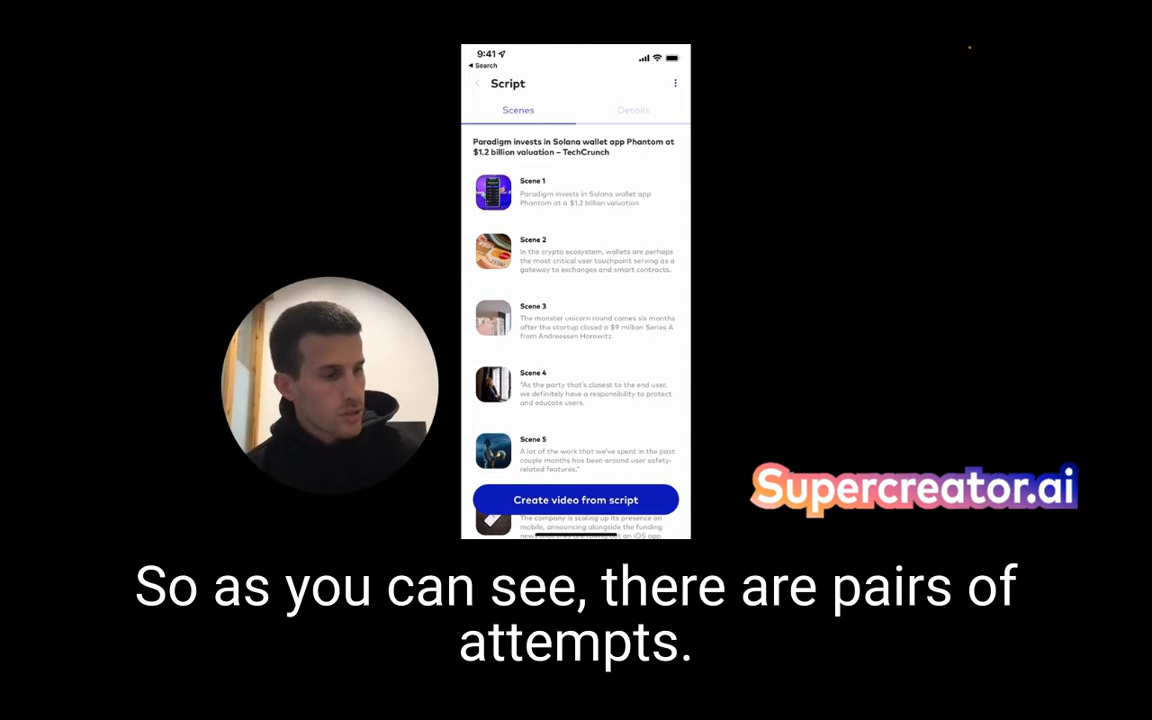 9:41
Search
Script
Scenes
Details
Paradigm invests in Solana wallet app Phantom at
$1.2 billion valuation – TechCrunch
Scene 1
Paradigm invests in Solana wallet app
Phantom at a $1.2 billion valuation
Scene 2
In the crypto ecosystem, wallets are perhaps
the most critical user touchpoint serving as a
gateway to exchanges and smart contracts.
Scene 3
The monster unicorn round comes six months
after the startup closed a $9 million Series A
from Andreessen Horowitz.
Scene 4
"As the party that's closest to the end user,
we definitely have a responsibility to protect
and educate users.
Scene 5
A lot of the work that we've spent in the past
couple months has been around user safety-
related features."
Create video from script
The company is scaling up its presence on
mobile, announcing alongside the funding
an iOS app
Supercreator.ai
So as you can see, there are pairs of
attempts.